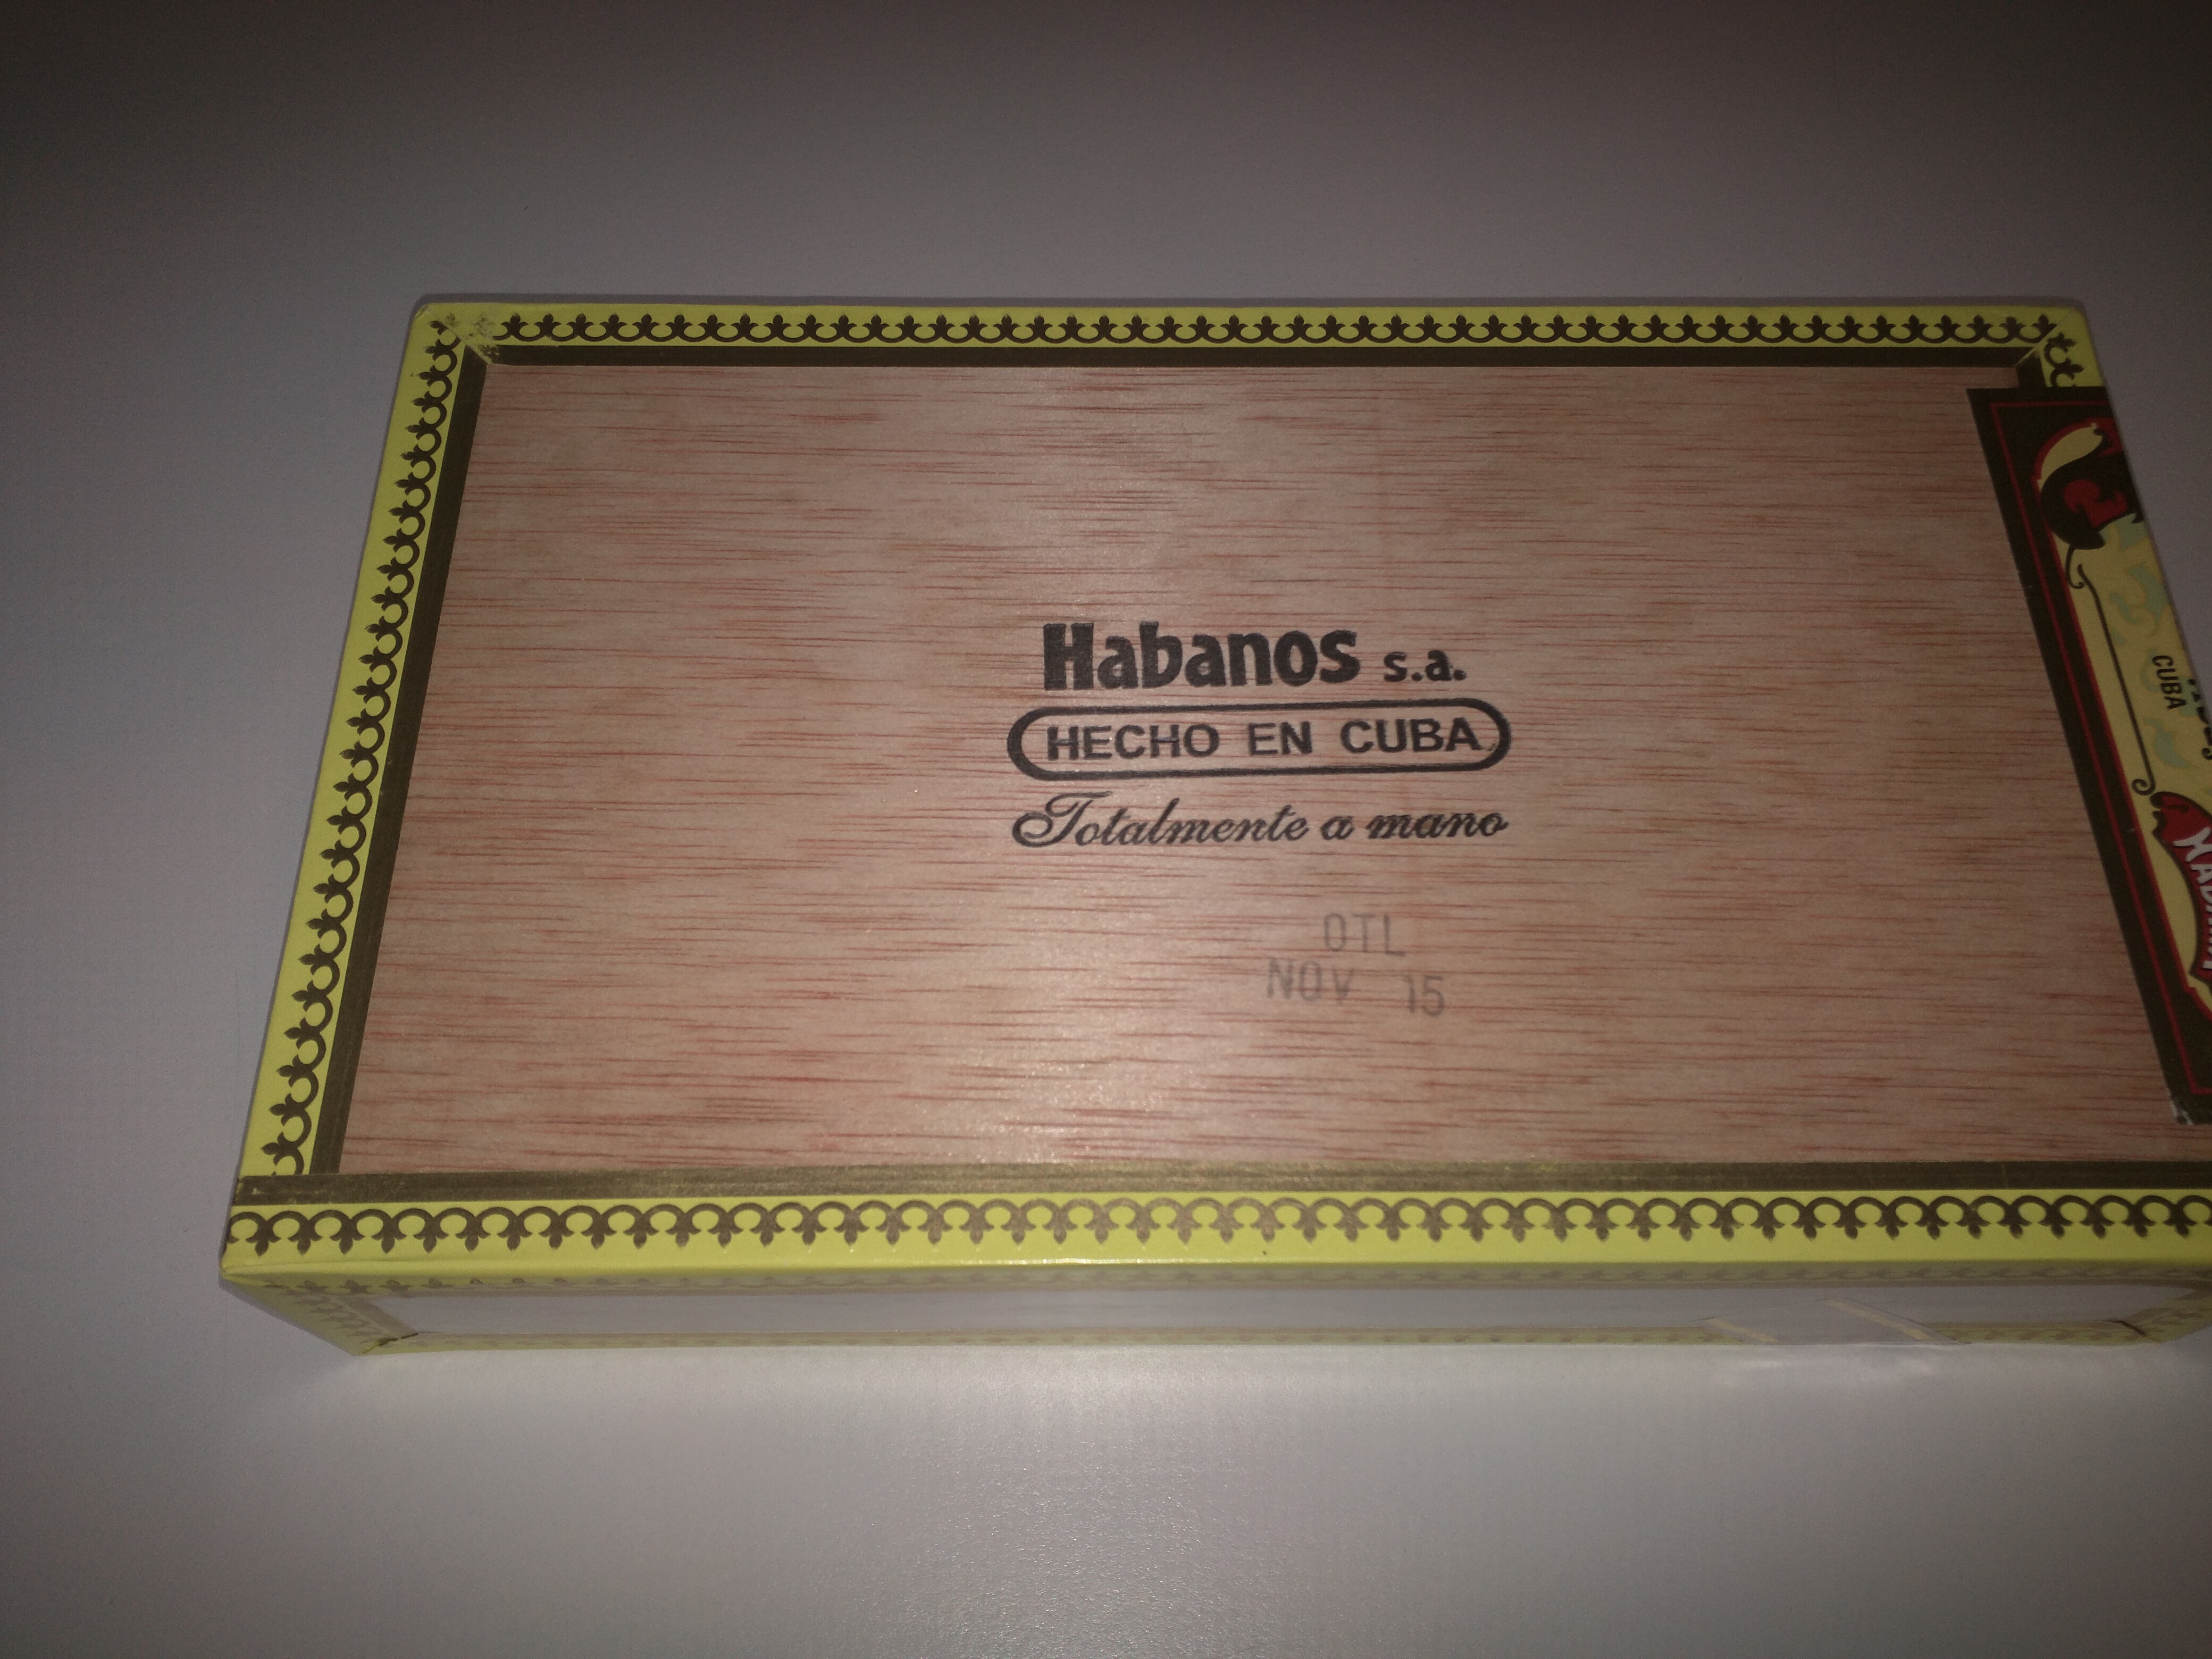 Habanos s.a.
HECHO EN CUBA
Totalmente a mano
OTL
NOV 15
CUBA